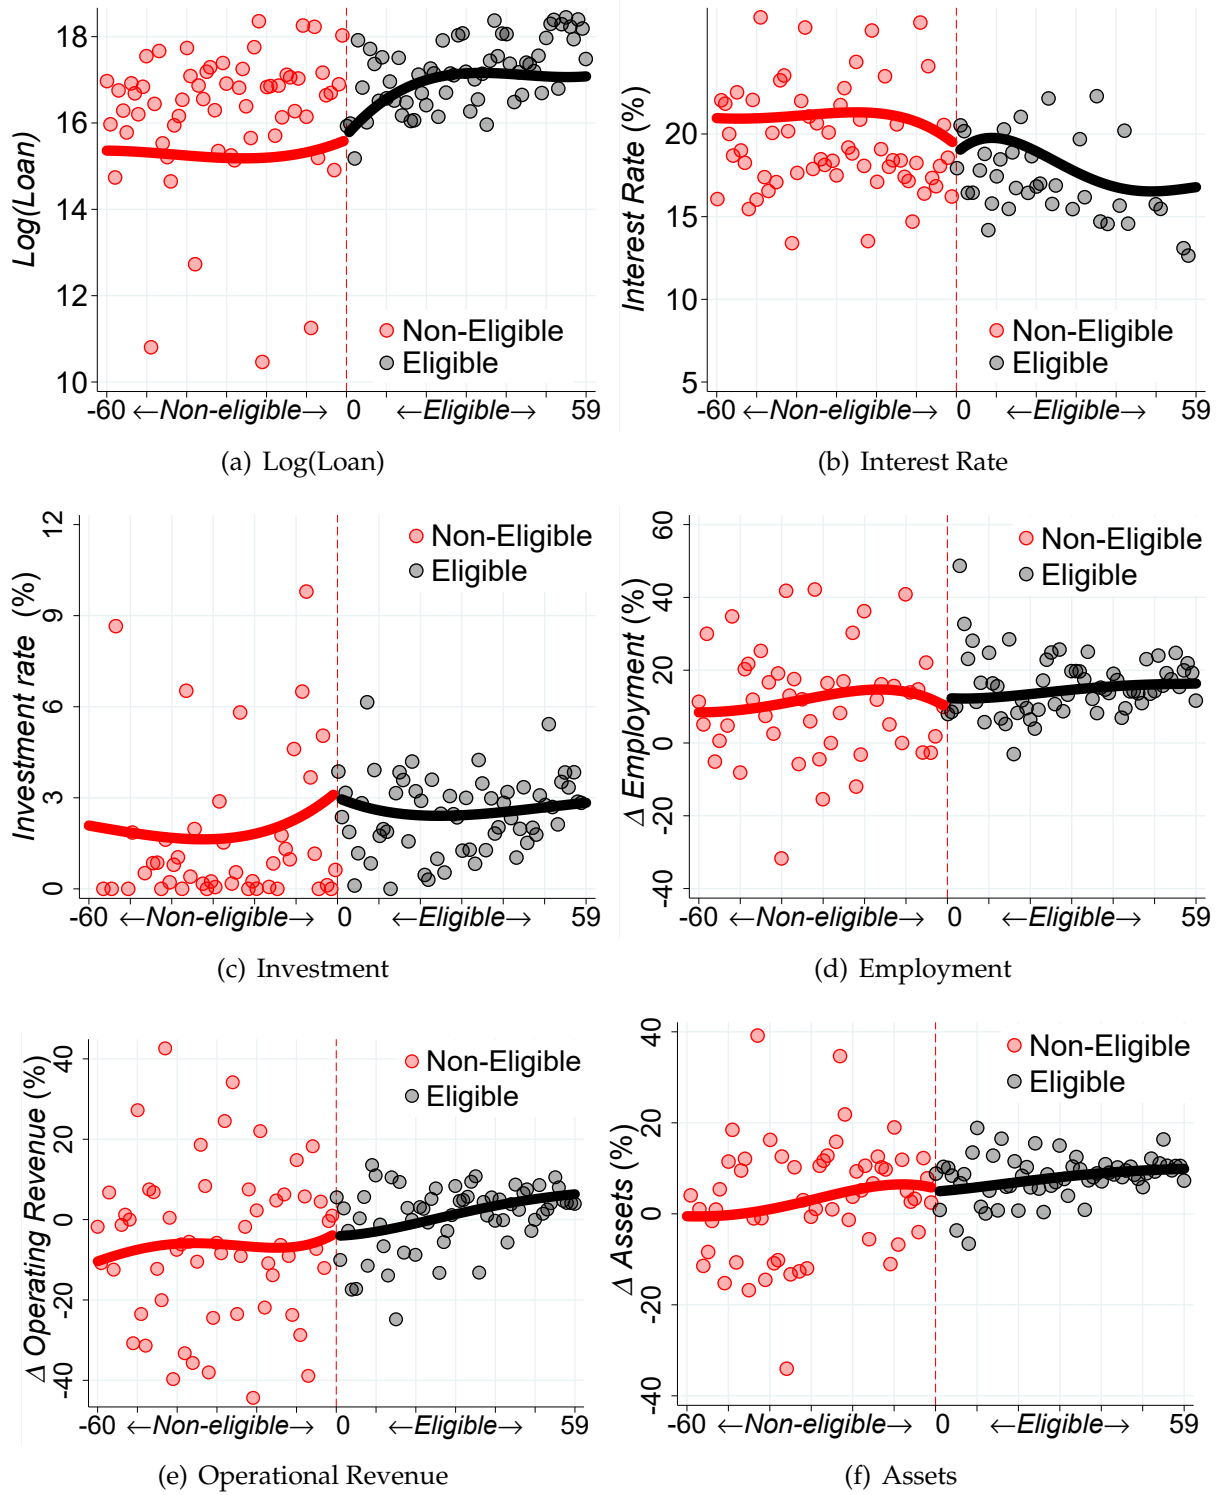 Log(Loan)
18
16
14
12
10
Non-Eligible
Eligible
-60 ←Non-eligible→ 0 ←Eligible→ 59
(a) Log(Loan)
Interest Rate (%)
20
15
10
5
Non-Eligible
Eligible
-60 ←Non-eligible→ 0 ←Eligible→ 59
(b) Interest Rate
Investment rate (%)
12
9
6
3
0
Non-Eligible
Eligible
-60 ←Non-eligible→ 0 ←Eligible→ 59
(c) Investment
Δ Employment (%)
60
40
20
0
-20
-40
Non-Eligible
Eligible
-60 ←Non-eligible→ 0 ←Eligible→ 59
(d) Employment
Δ Operating Revenue (%)
40
20
0
-20
-40
Non-Eligible
Eligible
-60 ←Non-eligible→ 0 ←Eligible→ 59
(e) Operational Revenue
Δ Assets (%)
40
20
0
-20
-40
Non-Eligible
Eligible
-60 ←Non-eligible→ 0 ←Eligible→ 59
(f) Assets